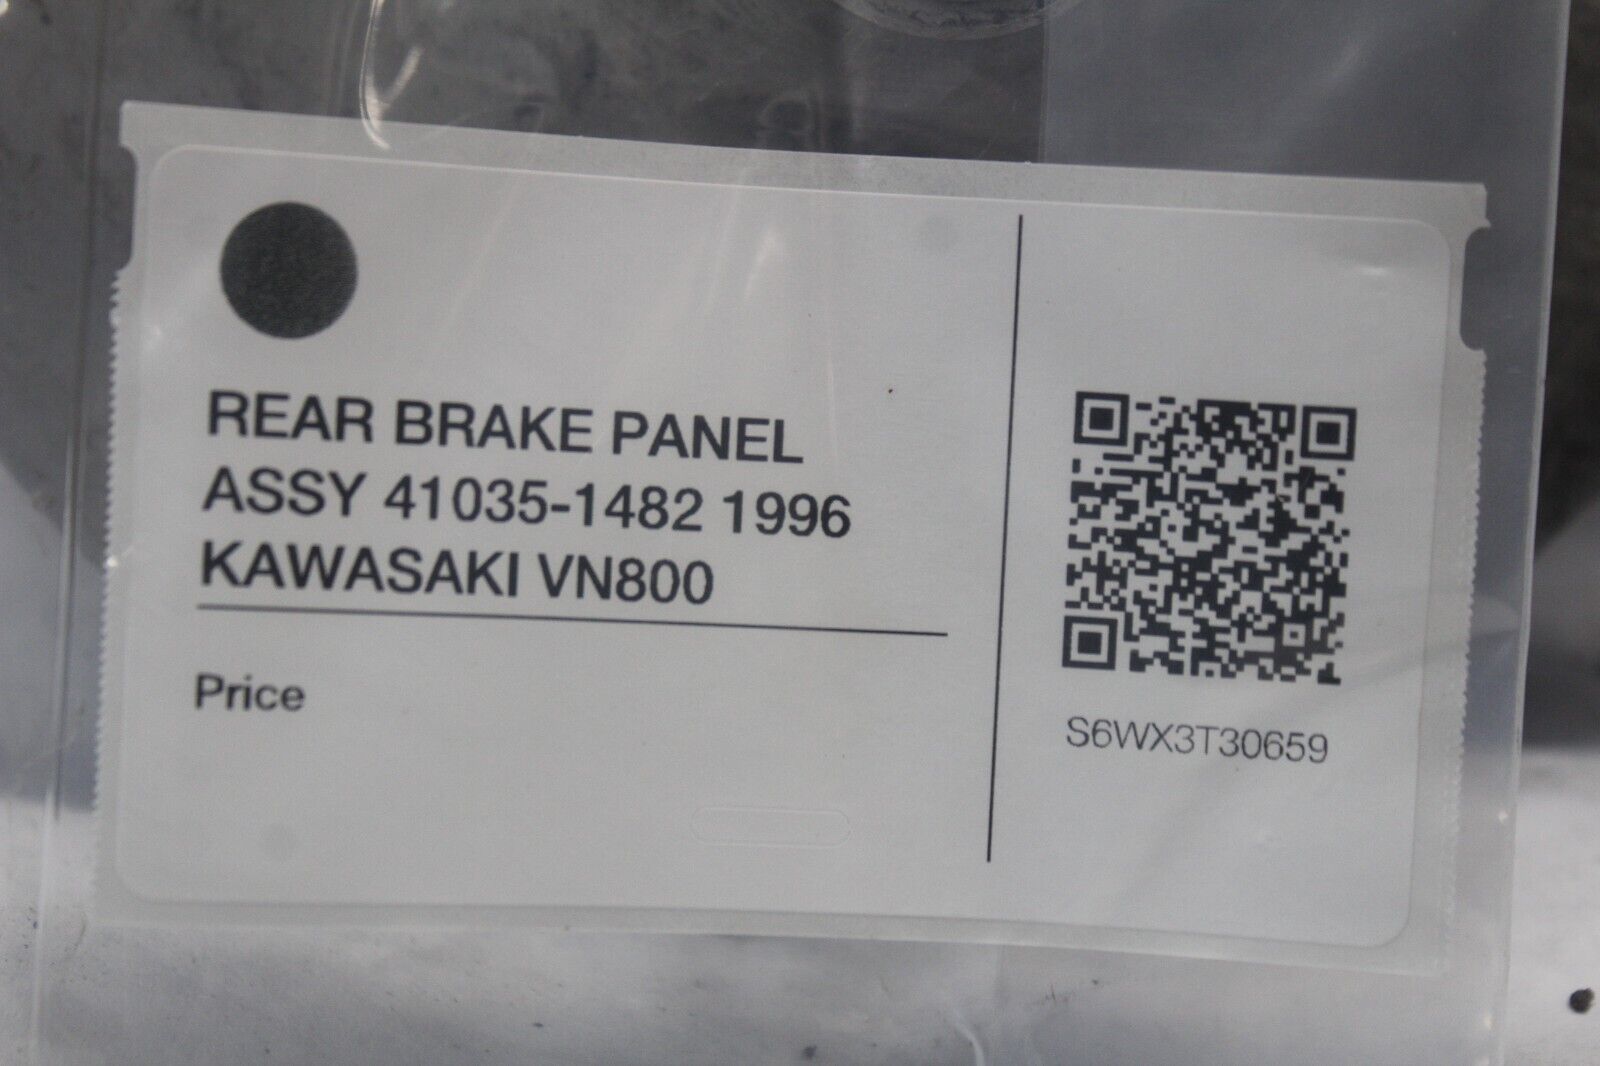 REAR BRAKE PANEL
ASSY 41035-1482 1996
KAWASAKI VN800
Price
S6WX3T30659